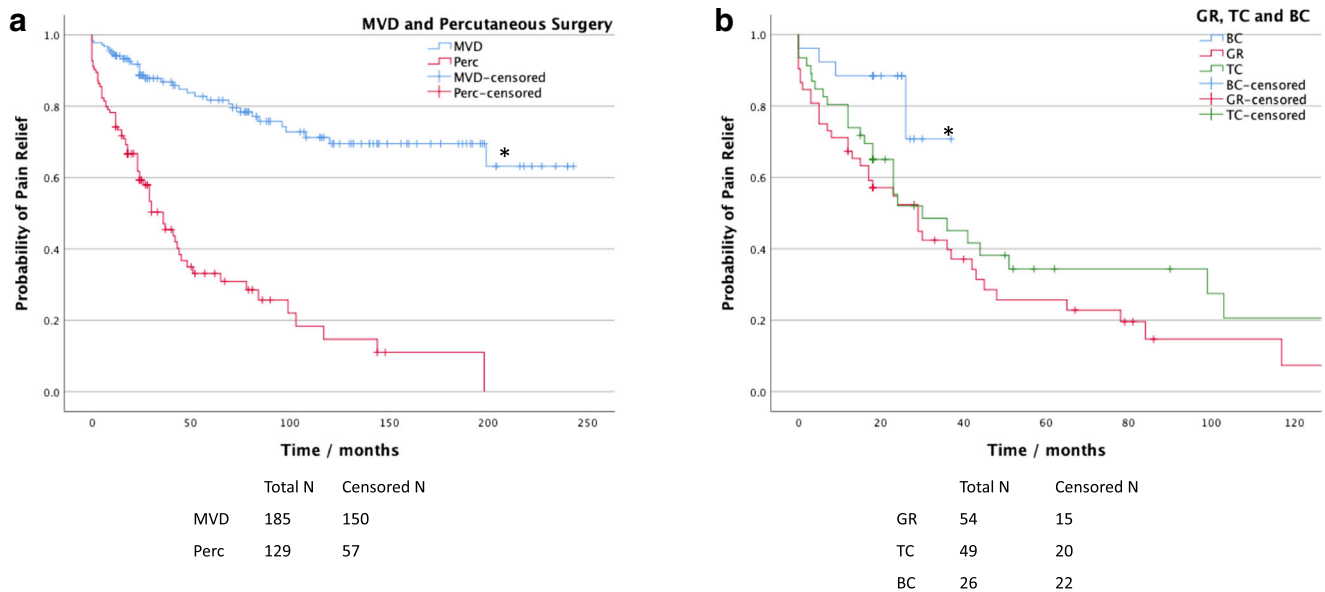 a
MVD and Percutaneous Surgery
MVD
Perc
MVD-censored
Perc-censored
Probability of Pain Relief
1.0
0.8
0.6
0.4
0.2
0.0
*
0 50 100 150 200 250
Time / months
Total N Censored N
MVD 185 150
Perc 129 57
b
GR, TC and BC
BC
GR
TC
BC-censored
GR-censored
TC-censored
Probability of Pain Relief
1.0
0.8
0.6
0.4
0.2
0.0
*
0 20 40 60 80 100 120
Time / months
Total N Censored N
GR 54 15
TC 49 20
BC 26 22